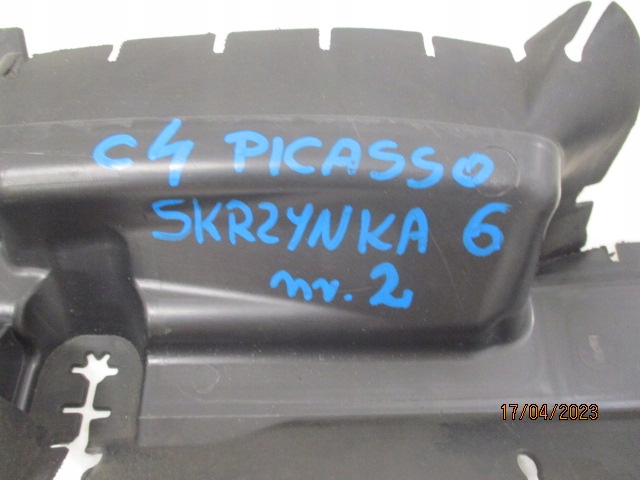 C4 PICASSO
SKRZYNKA 6
nr. 2
17/04/2023